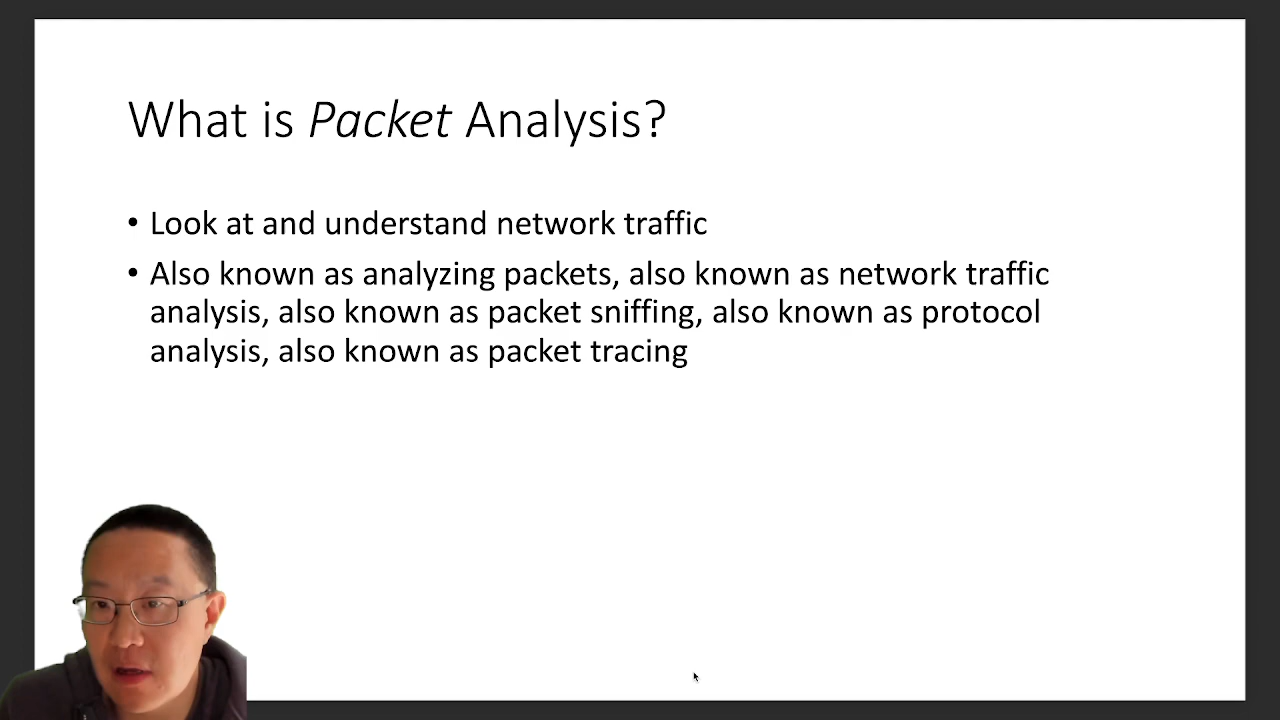 What is Packet Analysis?
• Look at and understand network traffic
• Also known as analyzing packets, also known as network traffic
analysis, also known as packet sniffing, also known as protocol
analysis, also known as packet tracing